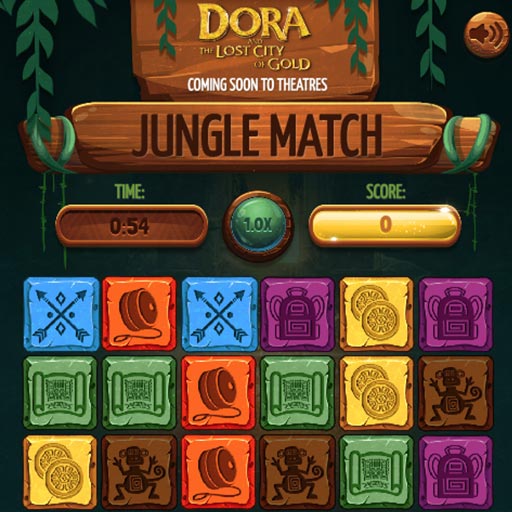 DORA
AND
THE LOST CITY
OF GOLD
COMING SOON TO THEATRES
JUNGLE MATCH
TIME:
SCORE:
0:54
1.0X
0